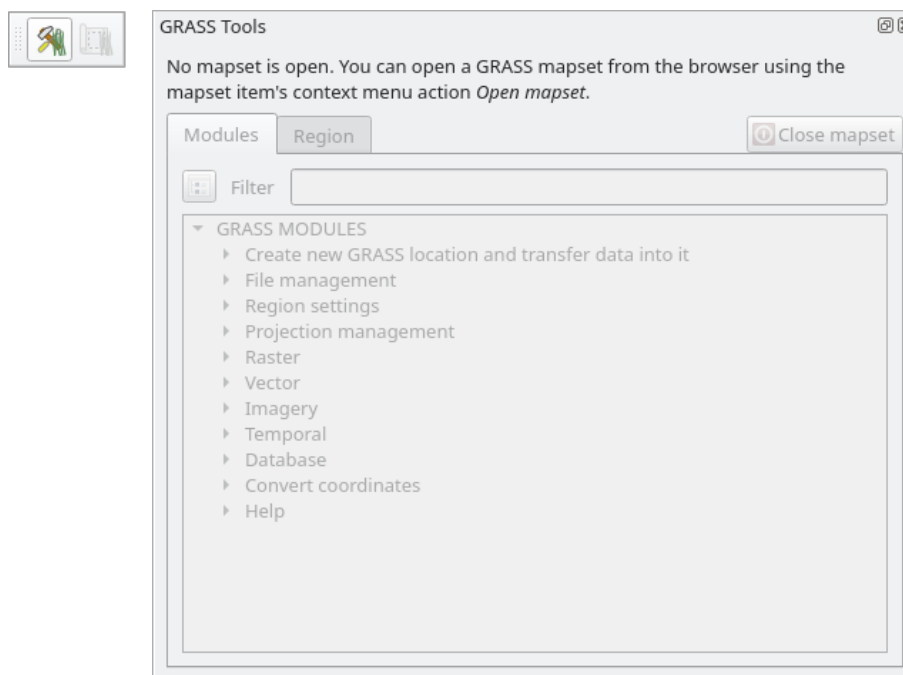 GRASS Tools
No mapset is open. You can open a GRASS mapset from the browser using the
mapset item's context menu action Open mapset.
Modules
Region
Close mapset
Filter
GRASS MODULES
Create new GRASS location and transfer data into it
File management
Region settings
Projection management
Raster
Vector
Imagery
Temporal
Database
Convert coordinates
Help